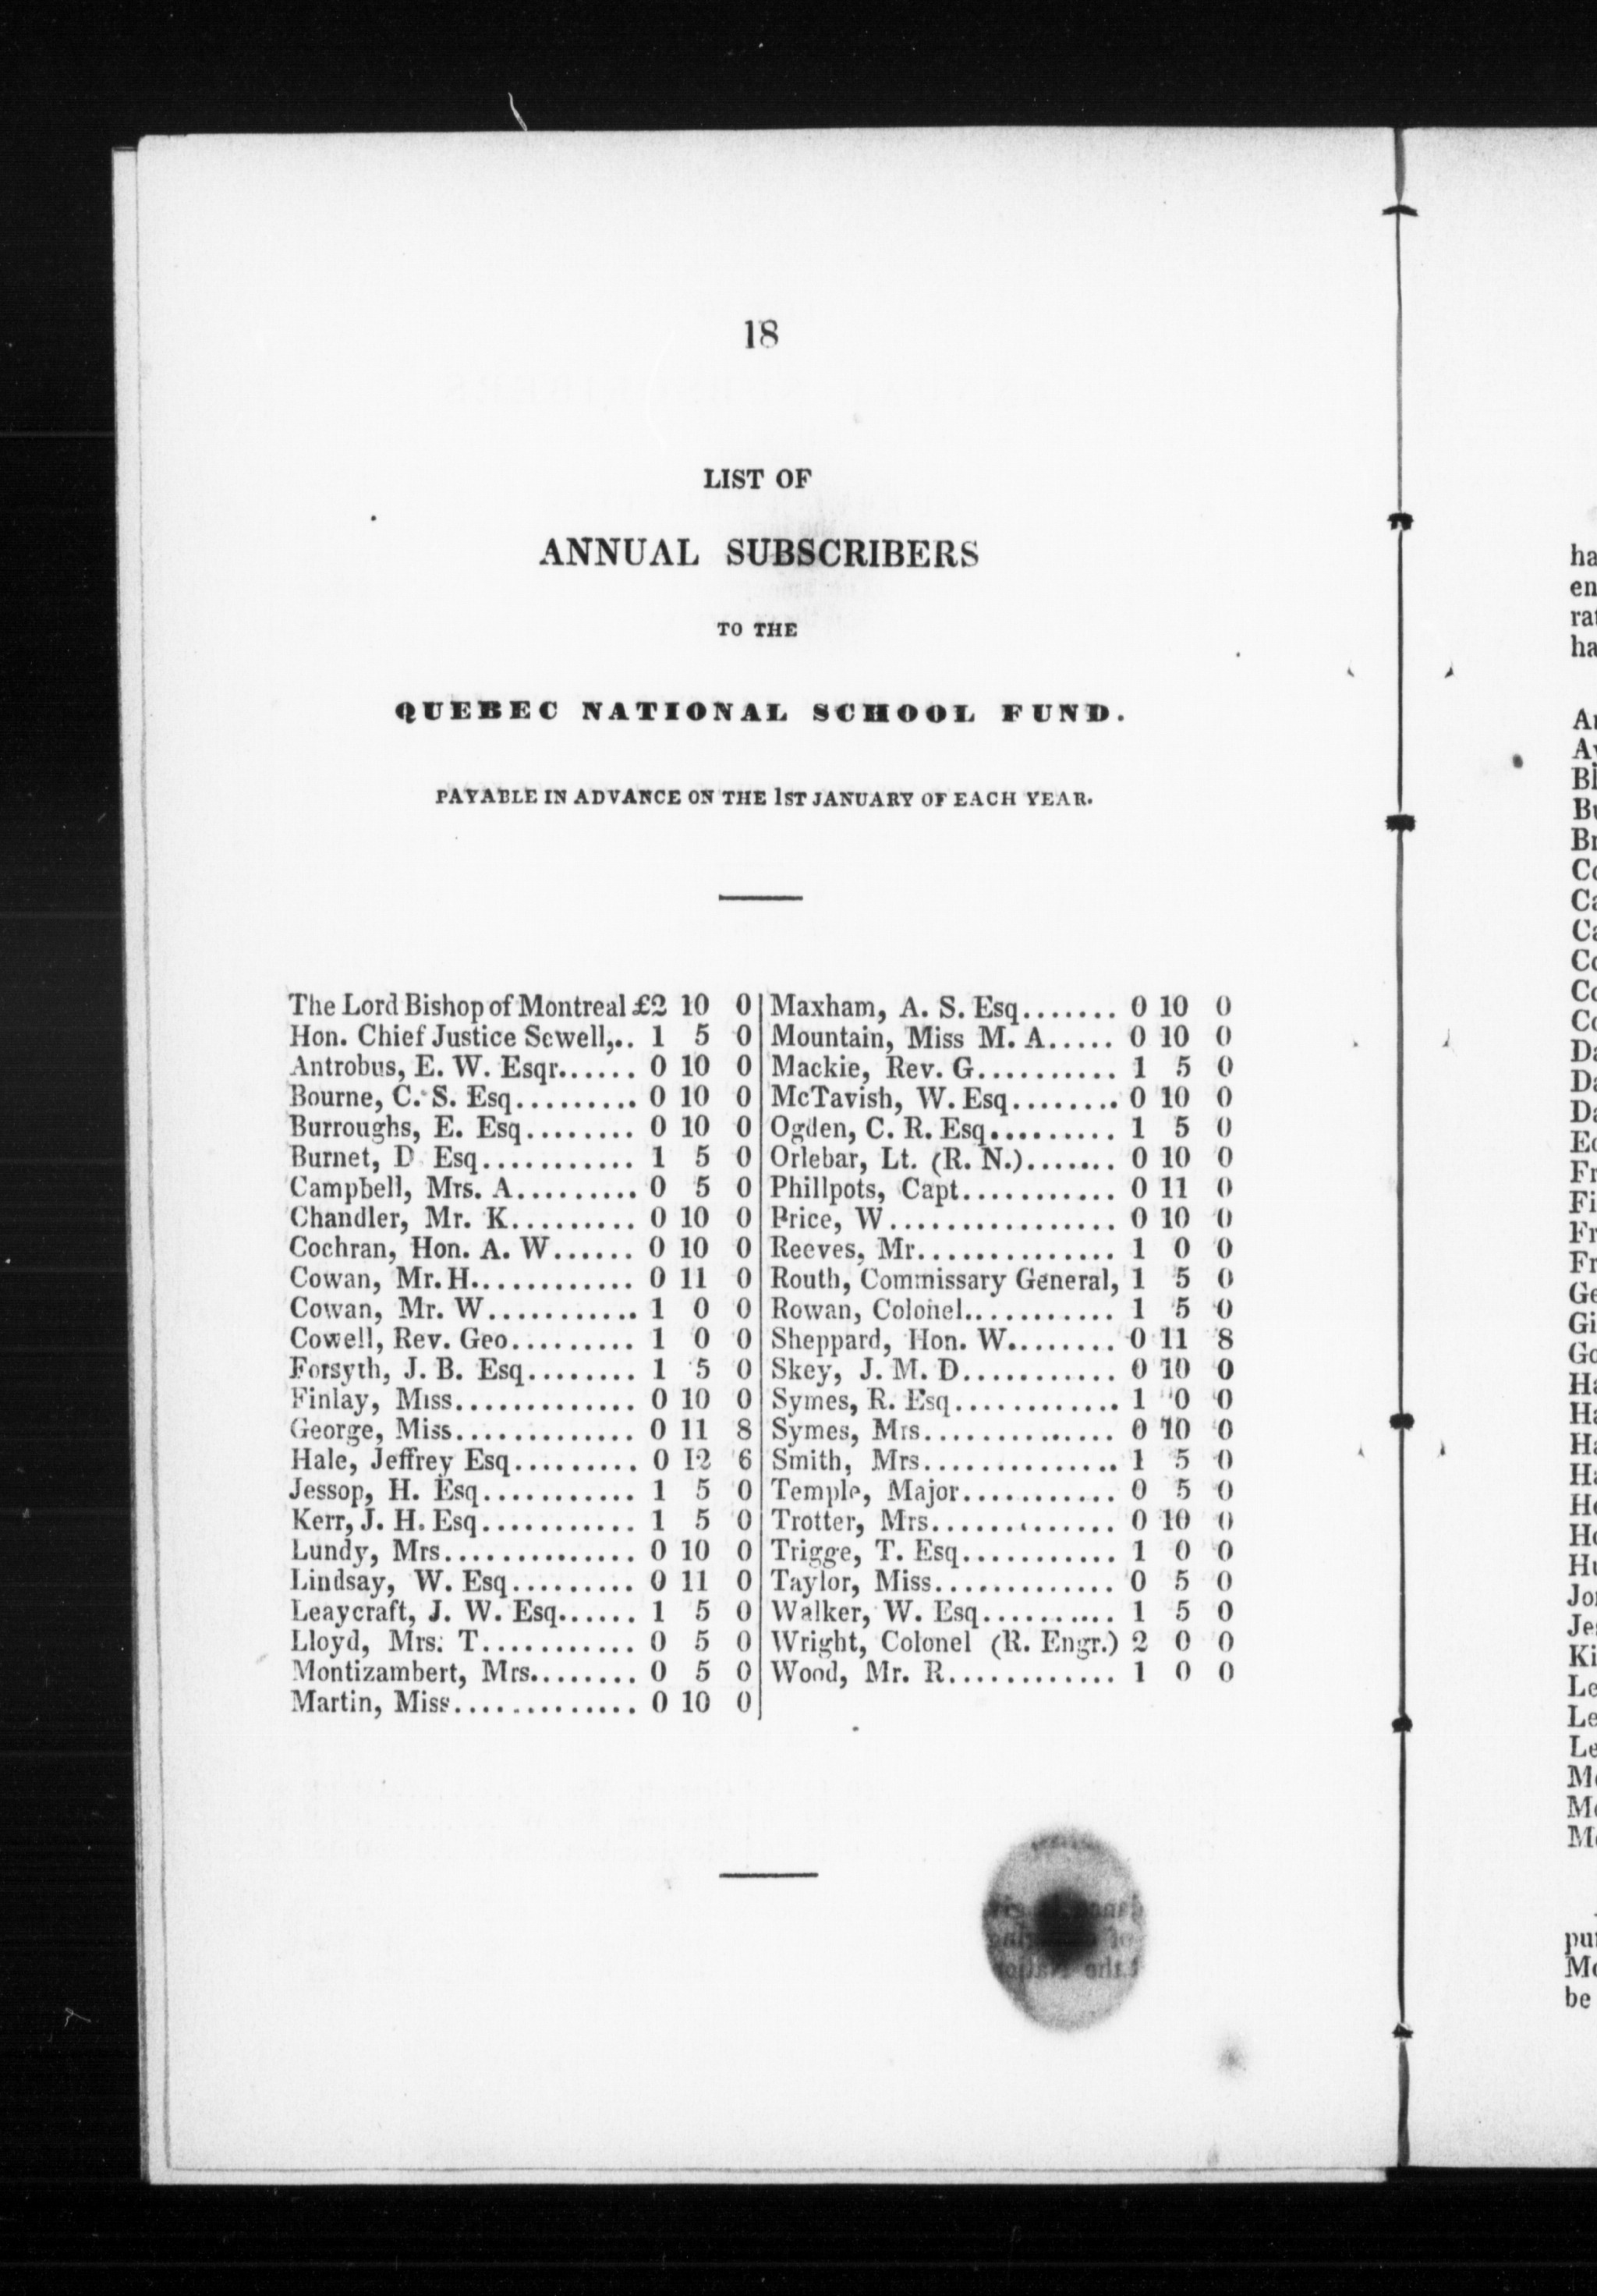 18
LIST OF
ANNUAL SUBSCRIBERS
TO THE
QUEBEC NATIONAL SCHOOL FUND.
PAYABLE IN ADVANCE ON THE 1ST JANUARY OF EACH YEAR.
The Lord Bishop of Montreal £2 10 0
Hon. Chief Justice Sewell,.. 1 5 0
Antrobus, E. W. Esqr...... 0 10 0
Bourne, C. S. Esq......... 0 10 0
Burroughs, E. Esq........ 0 10 0
Burnet, D Esq........... 1 5 0
Campbell, Mrs. A......... 0 5 0
Chandler, Mr. K......... 0 10 0
Cochran, Hon. A. W...... 0 10 0
Cowan, Mr. H............ 0 11 0
Cowan, Mr. W........... 1 0 0
Cowell, Rev. Geo......... 1 0 0
Forsyth, J. B. Esq........ 1 5 0
Finlay, Miss............. 0 10 0
George, Miss............. 0 11 8
Hale, Jeffrey Esq......... 0 12 6
Jessop, H. Esq........... 1 5 0
Kerr, J. H. Esq........... 1 5 0
Lundy, Mrs.............. 0 10 0
Lindsay, W. Esq......... 0 11 0
Leaycraft, J. W. Esq...... 1 5 0
Lloyd, Mrs. T........... 0 5 0
Montizambert, Mrs........ 0 5 0
Martin, Miss............. 0 10 0
Maxham, A. S. Esq....... 0 10 0
Mountain, Miss M. A..... 0 10 0
Mackie, Rev. G.......... 1 5 0
McTavish, W. Esq........ 0 10 0
Ogden, C. R. Esq......... 1 5 0
Orlebar, Lt. (R. N.)....... 0 10 0
Phillpots, Capt............ 0 11 0
Price, W................ 0 10 0
Reeves, Mr.............. 1 0 0
Routh, Commissary General, 1 5 0
Rowan, Colonel............ 1 5 0
Sheppard, Hon. W........ 0 11 8
Skey, J. M. D........... 0 10 0
Symes, R. Esq............ 1 0 0
Symes, Mrs.............. 0 10 0
Smith, Mrs.............. 1 5 0
Temple, Major........... 0 5 0
Trotter, Mrs............. 0 10 0
Trigge, T. Esq........... 1 0 0
Taylor, Miss............. 0 5 0
Walker, W. Esq.......... 1 5 0
Wright, Colonel (R. Engr.) 2 0 0
Wood, Mr. R............ 1 0 0